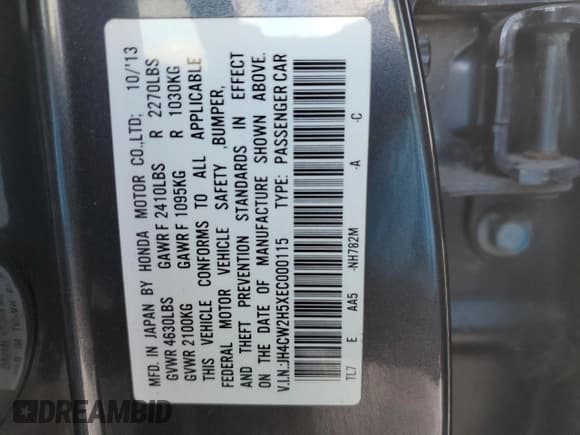 MFD. IN JAPAN BY HONDA MOTOR CO.,LTD; 10/'13
GVWR 4630LBS GAWR F 2410LBS R 2270LBS
GVWR 2100KG GAWR F 1095KG R 1030KG
THIS VEHICLE CONFORMS TO ALL APPLICABLE
FEDERAL MOTOR VEHICLE SAFETY ,BUMPER,
AND THEFT PREVENTION STANDARDS IN EFFECT
ON THE DATE OF MANUFACTURE SHOWN ABOVE.
V.I.N.:JH4CW2H5XEC000115 TYPE: PASSENGER CAR
TL7 E AA5 -NH782M -A -C
DREAMBID